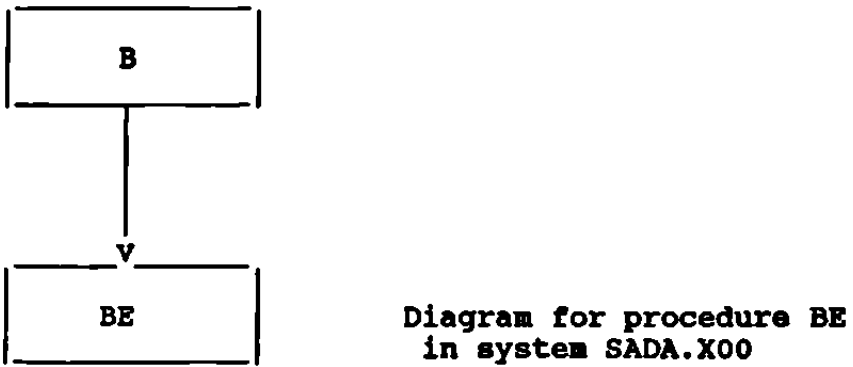 B
V
BE
Diagram for procedure BE
in system SADA.X00